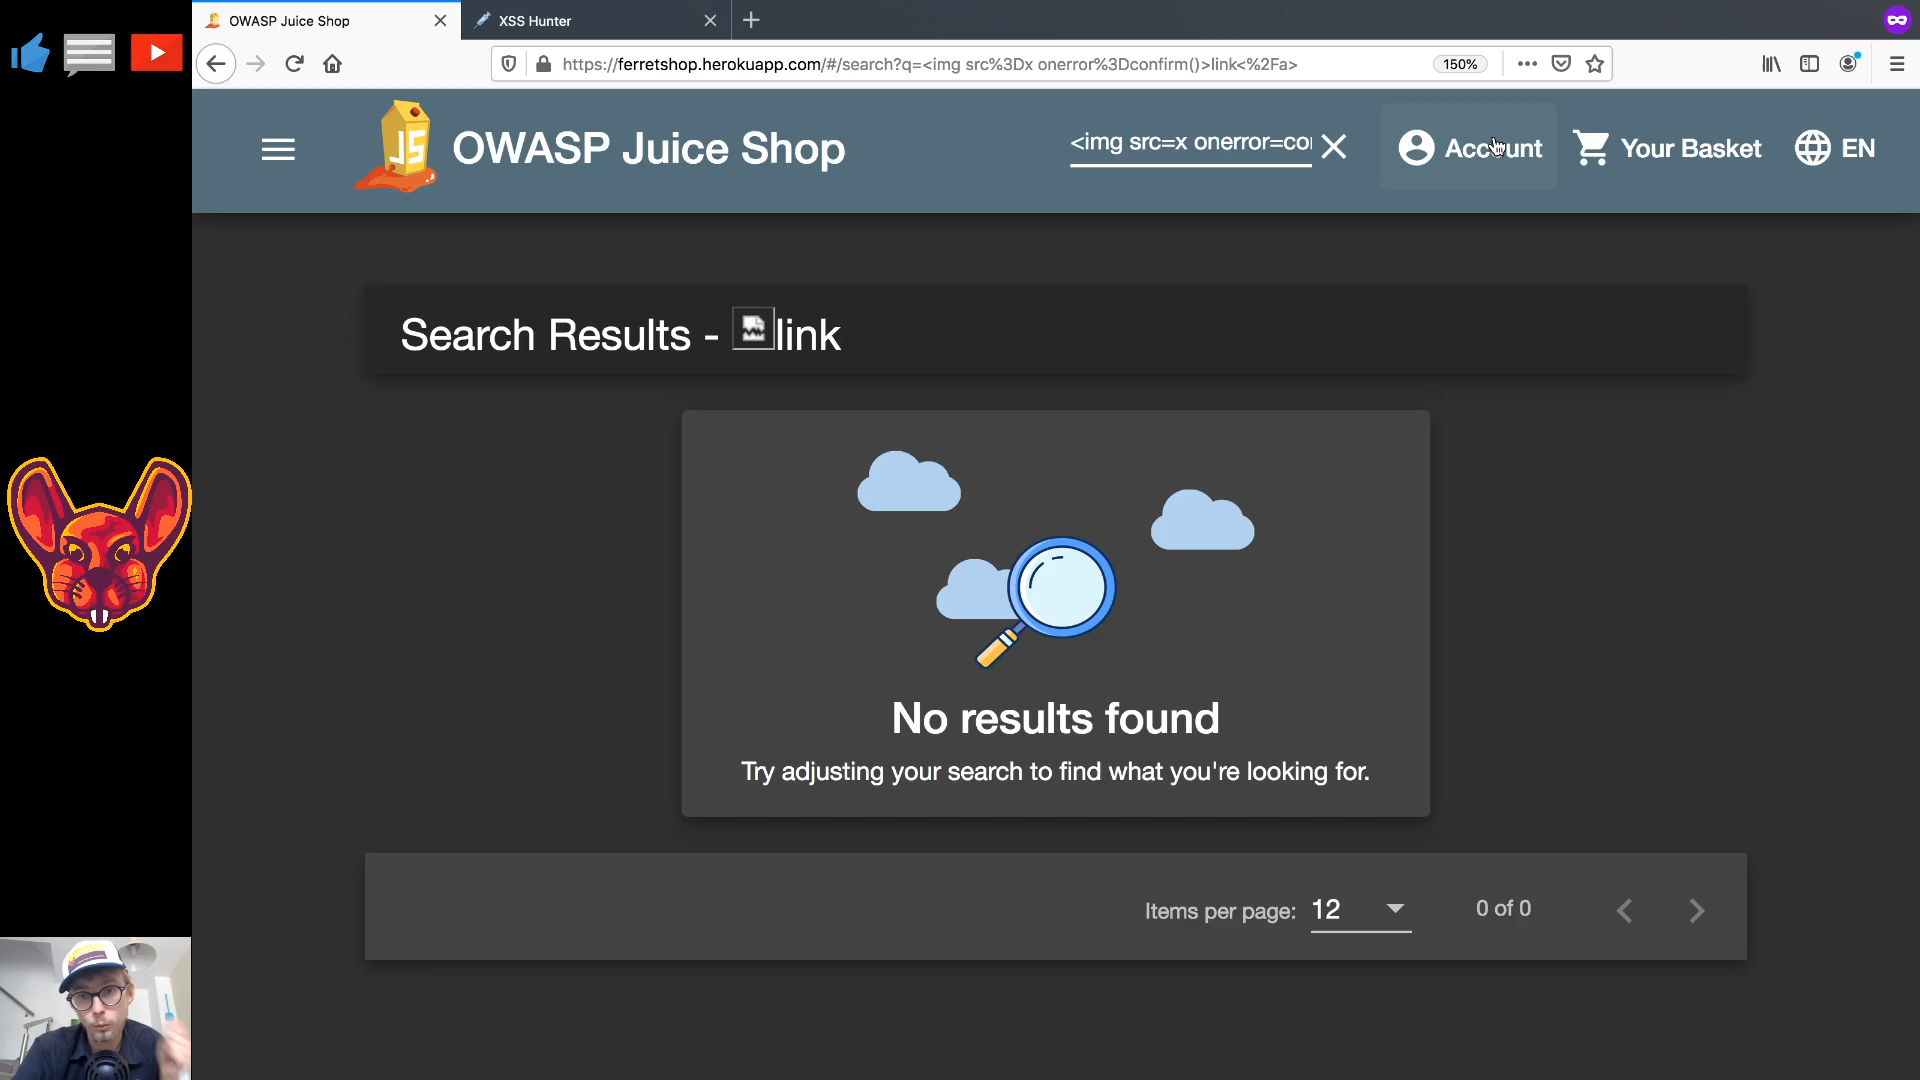 OWASP Juice Shop
XSS Hunter
https://ferretshop.herokuapp.com/#/search?q=<img src%3Dx onerror%3Dconfirm()>link<%2Fa>
150%
JS
OWASP Juice Shop
<img src=x onerror=co
Account
Your Basket
EN
Search Results - link
No results found
Try adjusting your search to find what you're looking for.
Items per page: 12
0 of 0